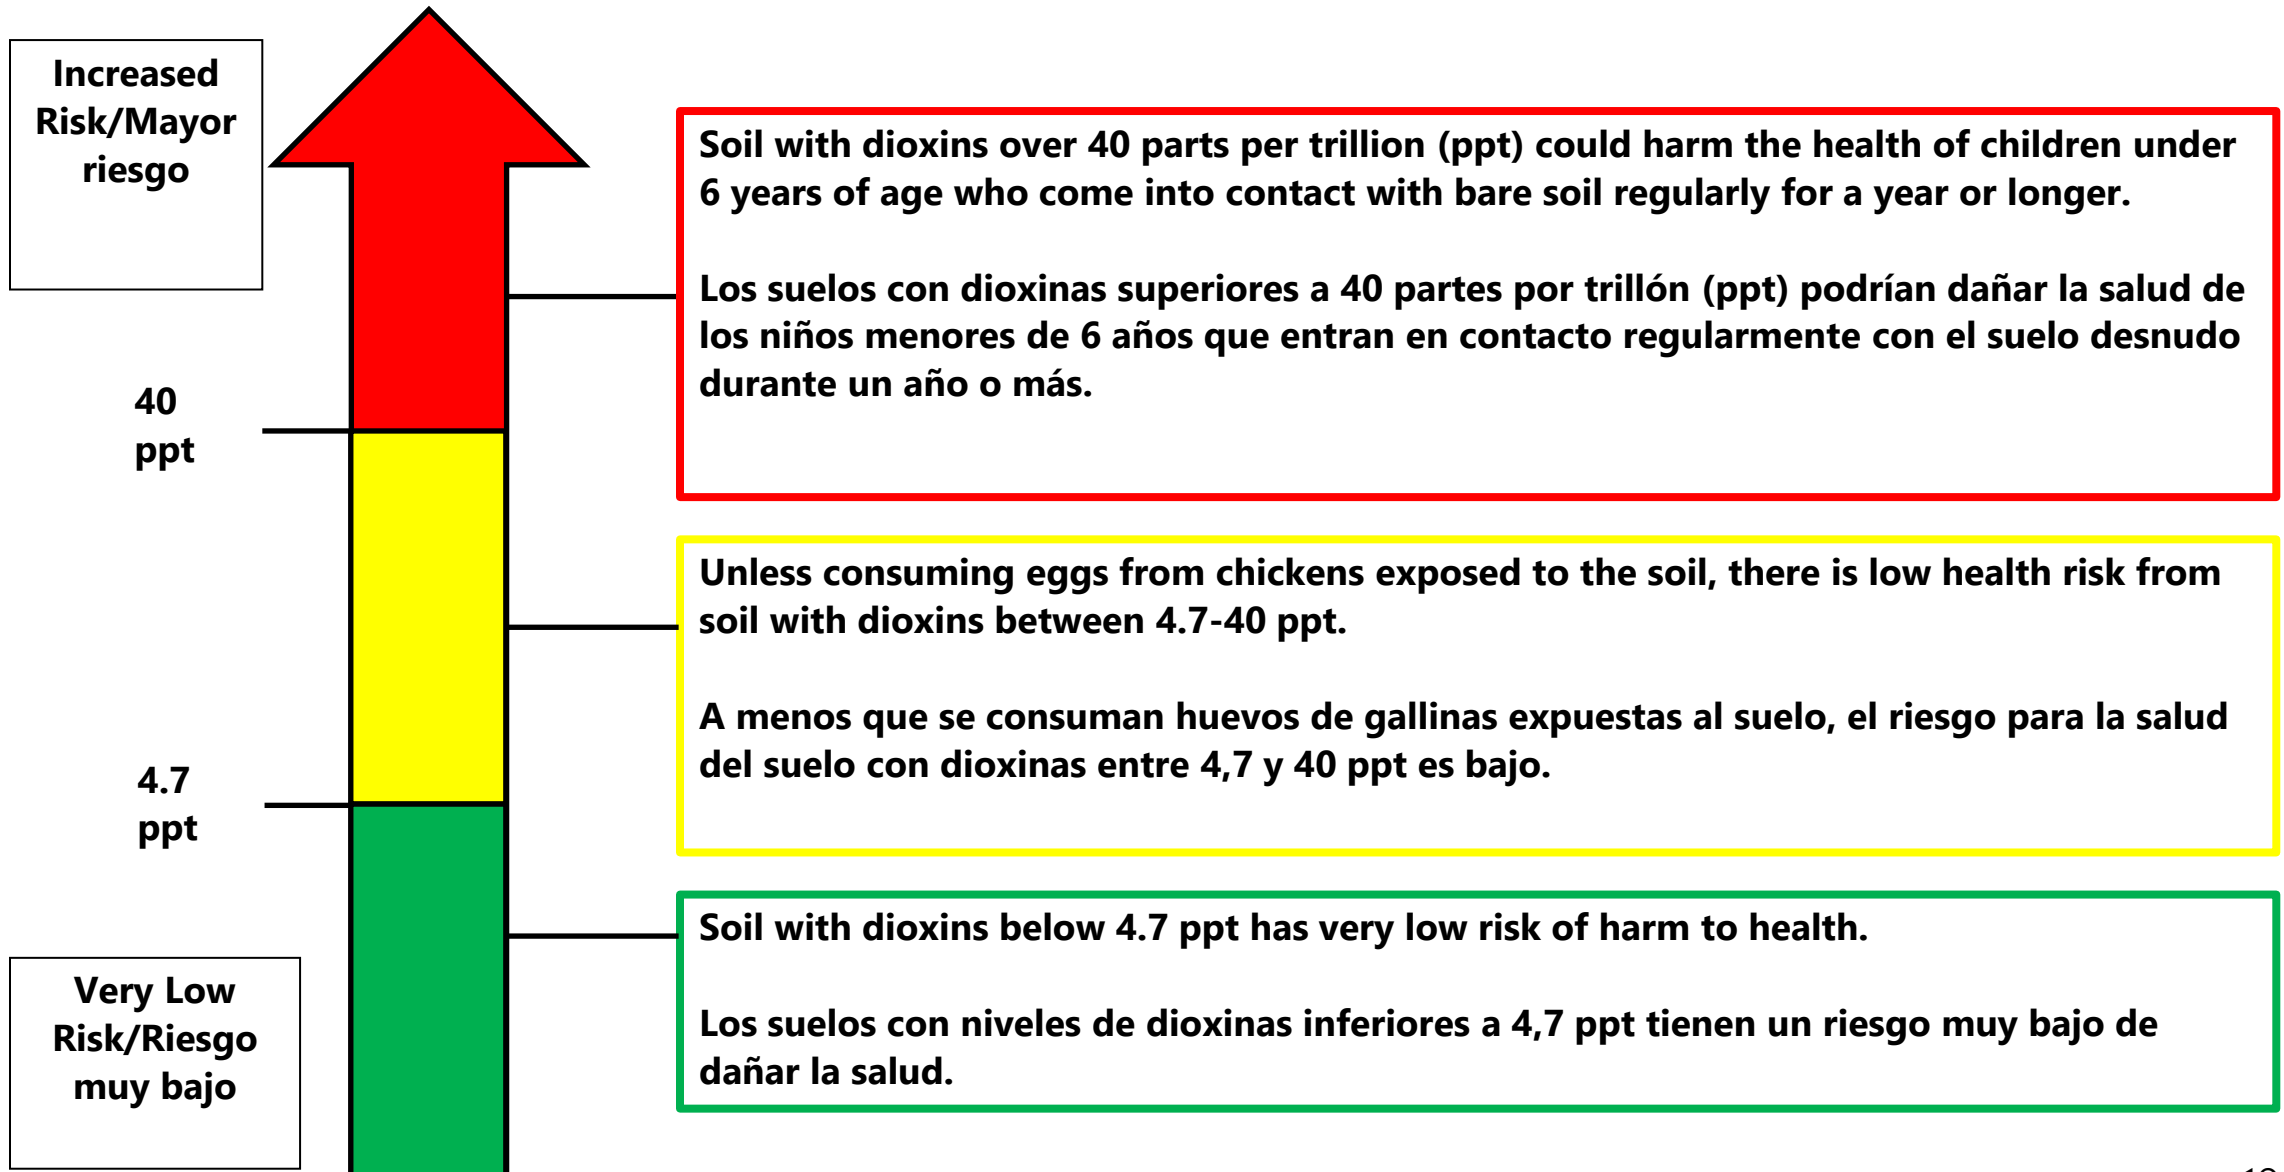 Increased
Risk/Mayor
riesgo
Soil with dioxins over 40 parts per trillion (ppt) could harm the health of children under
6 years of age who come into contact with bare soil regularly for a year or longer.
Los suelos con dioxinas superiores a 40 partes por trillón (ppt) podrían dañar la salud de
los niños menores de 6 años que entran en contacto regularmente con el suelo desnudo
durante un año o más.
40
ppt
Unless consuming eggs from chickens exposed to the soil, there is low health risk from
soil with dioxins between 4.7-40 ppt.
A menos que se consuman huevos de gallinas expuestas al suelo, el riesgo para la salud
del suelo con dioxinas entre 4,7 y 40 ppt es bajo.
4.7
ppt
Soil with dioxins below 4.7 ppt has very low risk of harm to health.
Los suelos con niveles de dioxinas inferiores a 4,7 ppt tienen un riesgo muy bajo de
dañar la salud.
Very Low
Risk/Riesgo
muy bajo